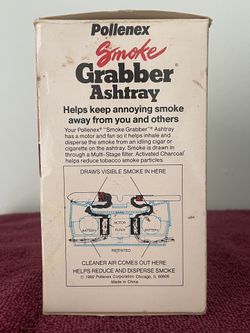 Pollenex
Smoke
Grabber®
Ashtray
Helps keep annoying smoke
away from you and others
Your Pollenex® "Smoke Grabber"® Ashtray
has a motor and fan so it helps inhale and
disperse the smoke from an idling cigar or
cigarette on the ashtray. Smoke is drawn in
through a Multi-Stage filter. Activated Charcoal
helps reduce tobacco smoke particles.
DRAWS VISIBLE SMOKE IN HERE
MOTOR
BATTERY FILTER BATTERY
PATENTED
CLEANER AIR COMES OUT HERE
HELPS REDUCE AND DISPERSE SMOKE
Pollenex Corporation Chicago, IL
Made in China